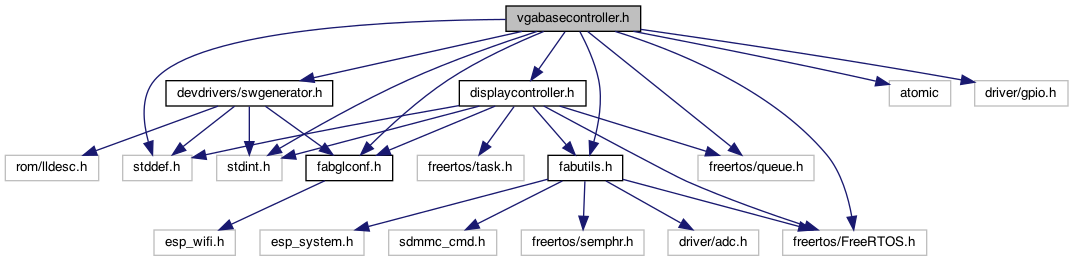 vgabasecontroller.h
devdrivers/swgenerator.h
displaycontroller.h
atomic
driver/gpio.h
rom/lldesc.h
stddef.h
stdint.h
fabglconf.h
freertos/task.h
fabutils.h
freertos/queue.h
esp_wifi.h
esp_system.h
sdmmc_cmd.h
freertos/semphr.h
driver/adc.h
freertos/FreeRTOS.h